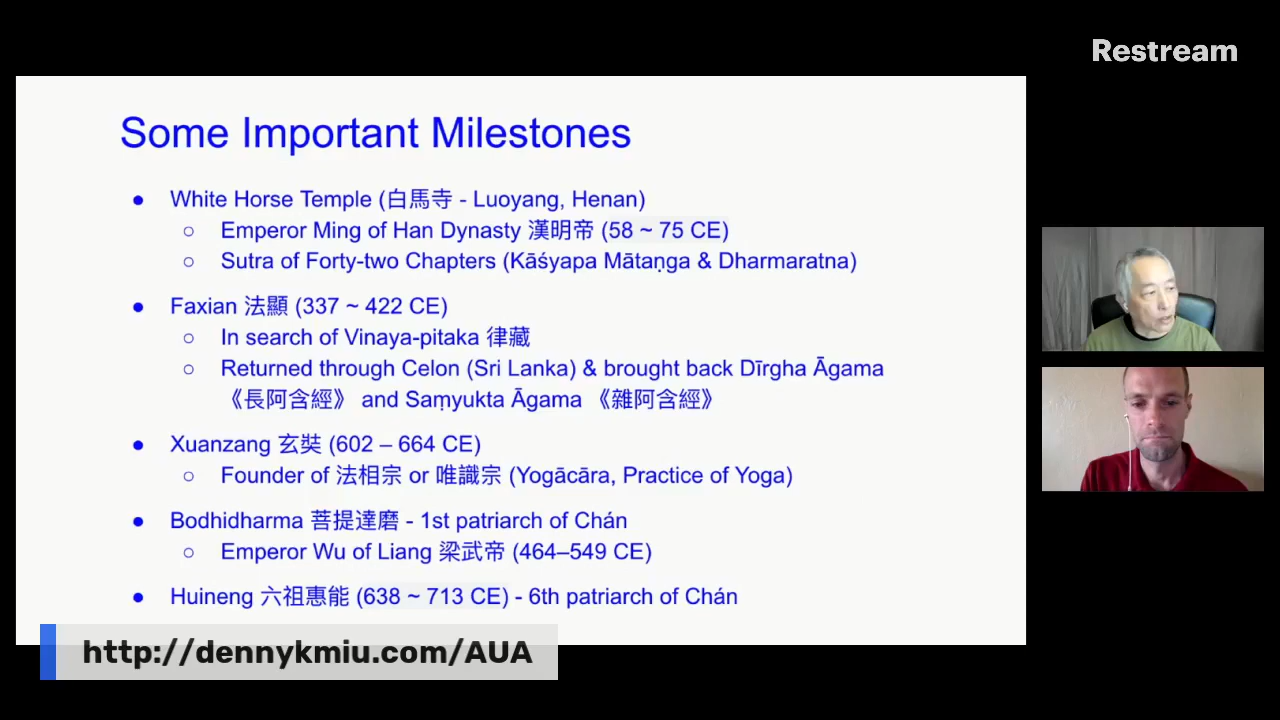 Restream
Some Important Milestones
● White Horse Temple (白馬寺 - Luoyang, Henan)
○ Emperor Ming of Han Dynasty 漢明帝 (58 ~ 75 CE)
○ Sutra of Forty-two Chapters (Kāśyapa Mātaṇga & Dharmaratna)
● Faxian 法顯 (337 ~ 422 CE)
○ In search of Vinaya-pitaka 律藏
○ Returned through Celon (Sri Lanka) & brought back Dīrgha Āgama
《長阿含經》 and Saṃyukta Āgama 《雜阿含經》
● Xuanzang 玄奘 (602 – 664 CE)
○ Founder of 法相宗 or 唯識宗 (Yogācāra, Practice of Yoga)
● Bodhidharma 菩提達磨 - 1st patriarch of Chán
○ Emperor Wu of Liang 梁武帝 (464–549 CE)
● Huineng 六祖惠能 (638 ~ 713 CE) - 6th patriarch of Chán
http://dennykmiu.com/AUA